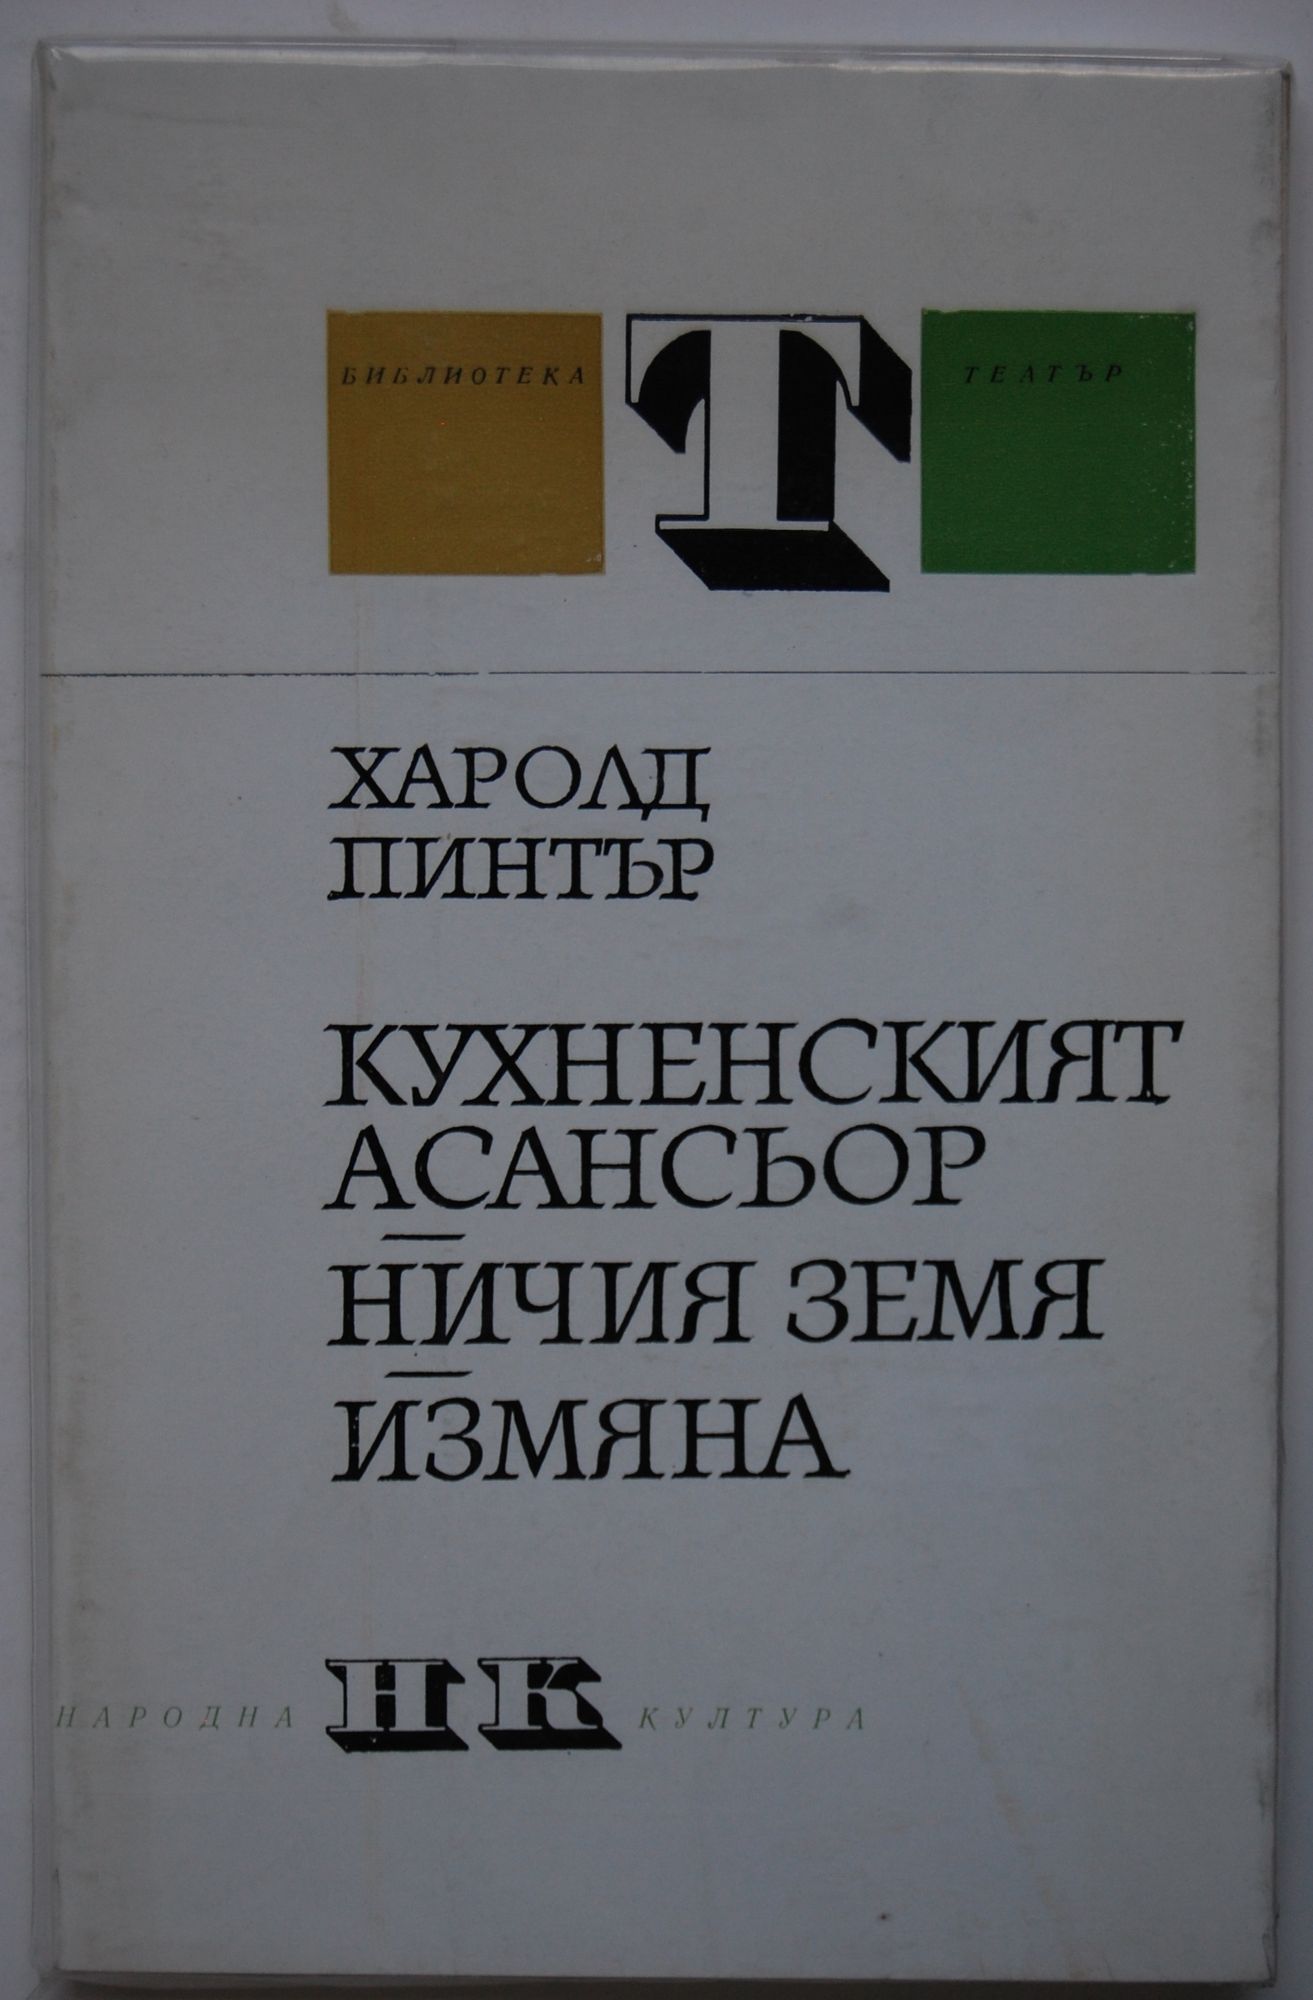 БИБЛИОТЕКА Т ТЕАТЪР
ХАРОЛД
ПИНТЪР
КУХНЕНСКИЯТ
АСАНСЬОР
НИЧИЯ ЗЕМЯ
ИЗМЯНА
НАРОДНА НК КУЛТУРА